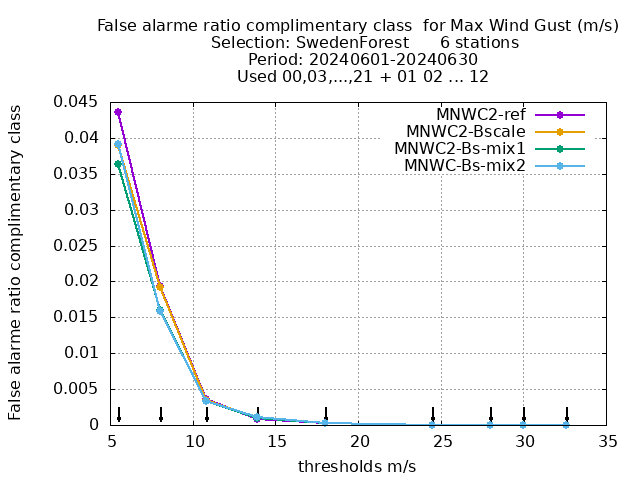 False alarme ratio complimentary class  for Max Wind Gust (m/s)
Selection: SwedenForest      6 stations
Period: 20240601-20240630
Used 00,03,...,21 + 01 02 ... 12
False alarme ratio complimentary class
0.045
0.04
0.035
0.03
0.025
0.02
0.015
0.01
0.005
0
MNWC2-ref
MNWC2-Bscale
MNWC2-Bs-mix1
MNWC-Bs-mix2
5 10 15 20 25 30 35
thresholds m/s